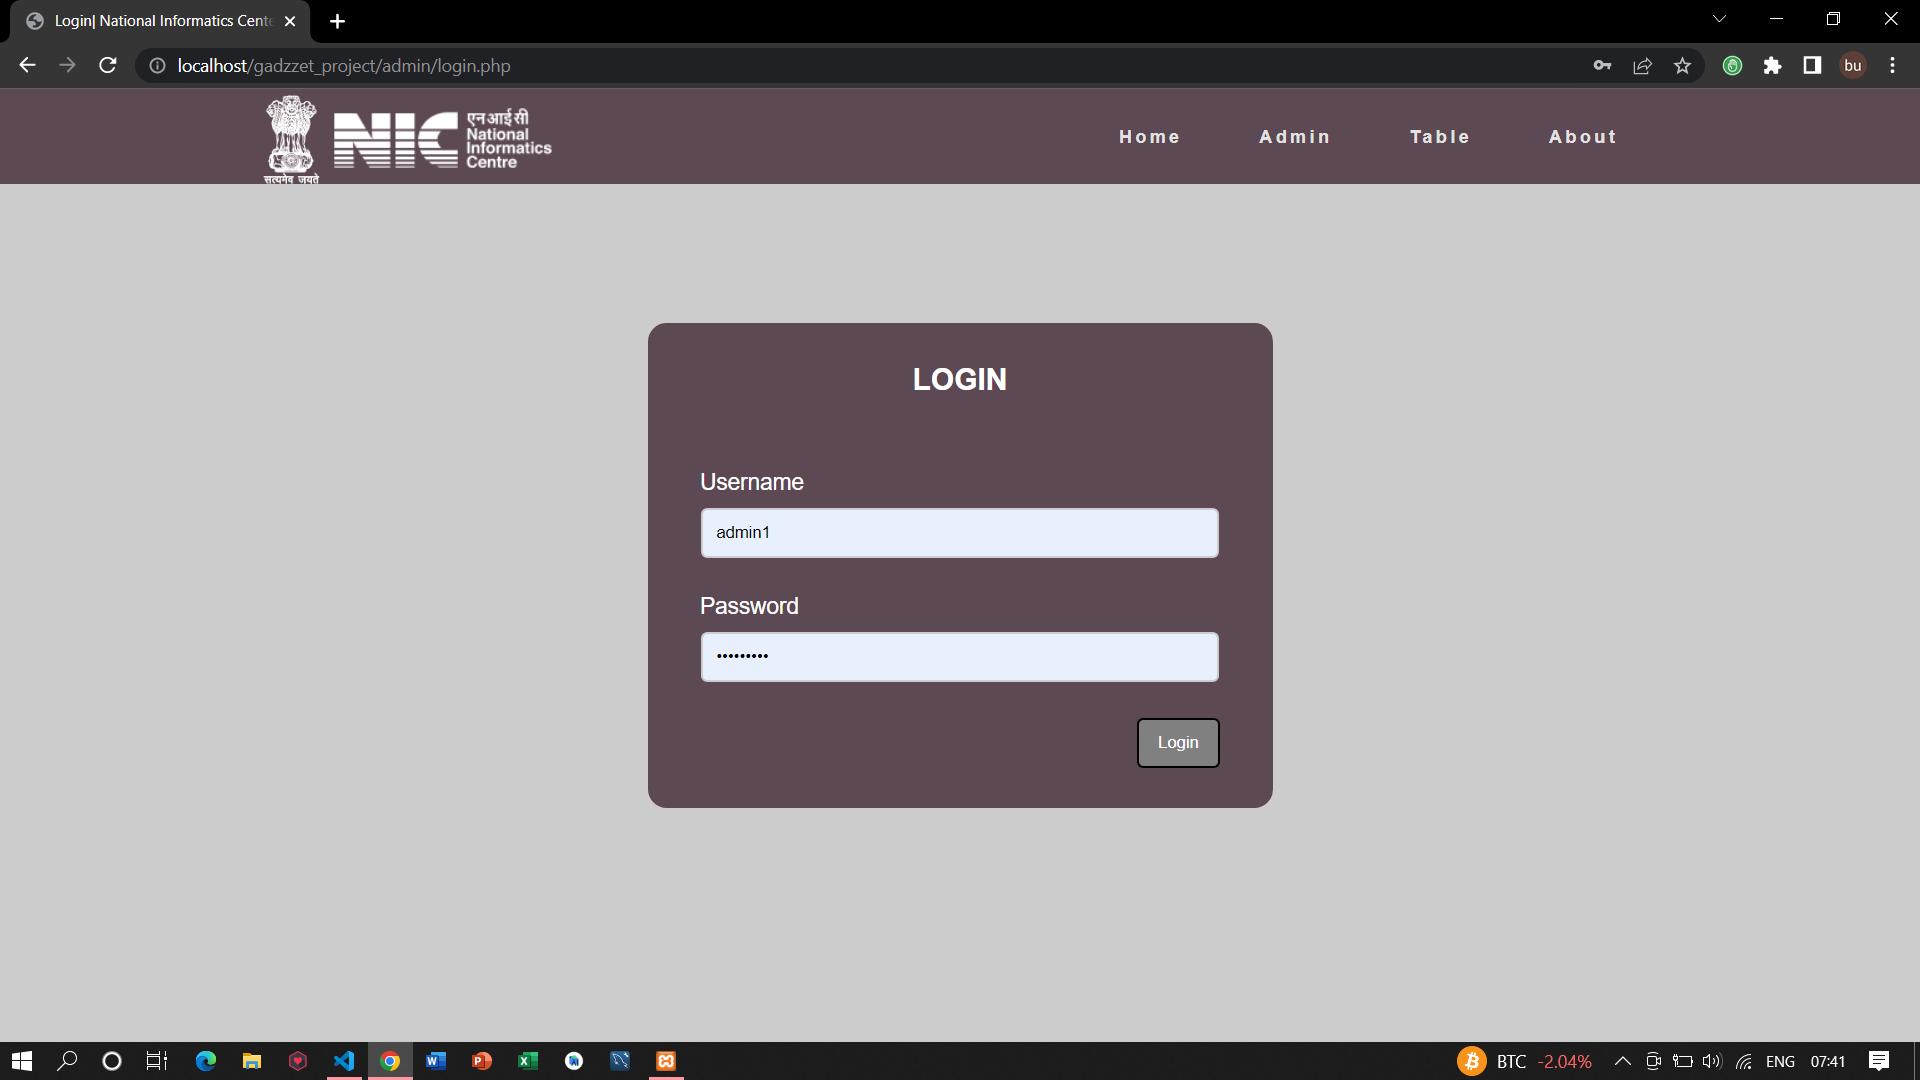 Login| National Informatics Cent
localhost/gadzzet_project/admin/login.php
bu
सत्यमेव जयते
NIC
एनआईसी
National
Informatics
Centre
Home Admin Table About
LOGIN
Username
admin1
Password
•••••••••
Login
BTC -2.04% ENG 07:41